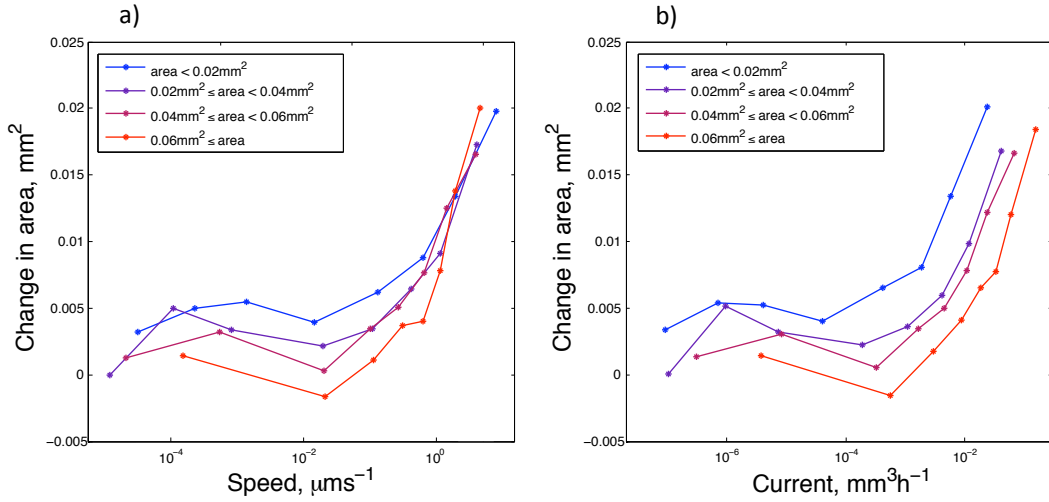 a)
0.025
0.02
0.015
0.01
0.005
0
−0.005
Change in area, mm²
area < 0.02mm²
0.02mm² ≤ area < 0.04mm²
0.04mm² ≤ area < 0.06mm²
0.06mm² ≤ area
10⁻⁴
10⁻²
10⁰
Speed, μms⁻¹
b)
0.025
0.02
0.015
0.01
0.005
0
−0.005
Change in area, mm²
area < 0.02mm²
0.02mm² ≤ area < 0.04mm²
0.04mm² ≤ area < 0.06mm²
0.06mm² ≤ area
10⁻⁶
10⁻⁴
10⁻²
Current, mm³h⁻¹